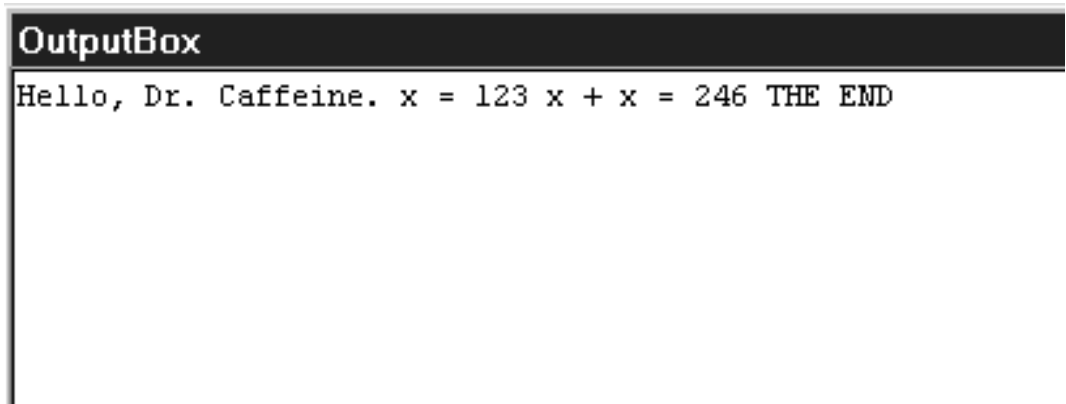 OutputBox
Hello, Dr. Caffeine. x = 123 x + x = 246 THE END